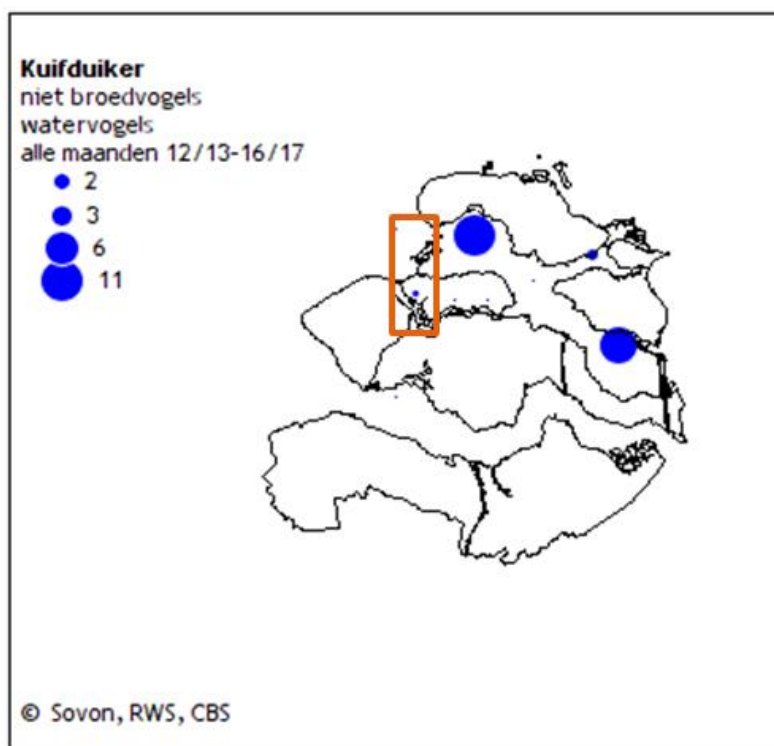 Kuifduiker
niet broedvogels
watervogels
alle maanden 12/13-16/17
2
3
6
11
© Sovon, RWS, CBS